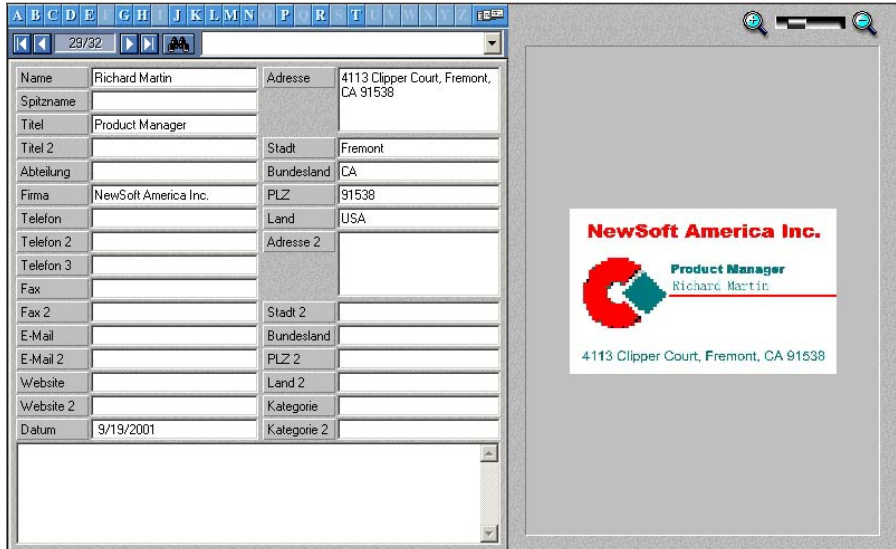 A B C D E F G H I J K L M N O P Q R S T U V W X Y Z
29/32
Name Richard Martin Adresse 4113 Clipper Court, Fremont,
CA 91538
Spitzname
Titel Product Manager
Titel 2 Stadt Fremont
Abteilung Bundesland CA
Firma NewSoft America Inc. PLZ 91538
Telefon Land USA
Telefon 2 Adresse 2
Telefon 3
Fax
Fax 2 Stadt 2
E-Mail Bundesland
E-Mail 2 PLZ 2
Website Land 2
Website 2 Kategorie
Datum 9/19/2001 Kategorie 2
NewSoft America Inc.
Product Manager
Richard Martin
4113 Clipper Court, Fremont, CA 91538